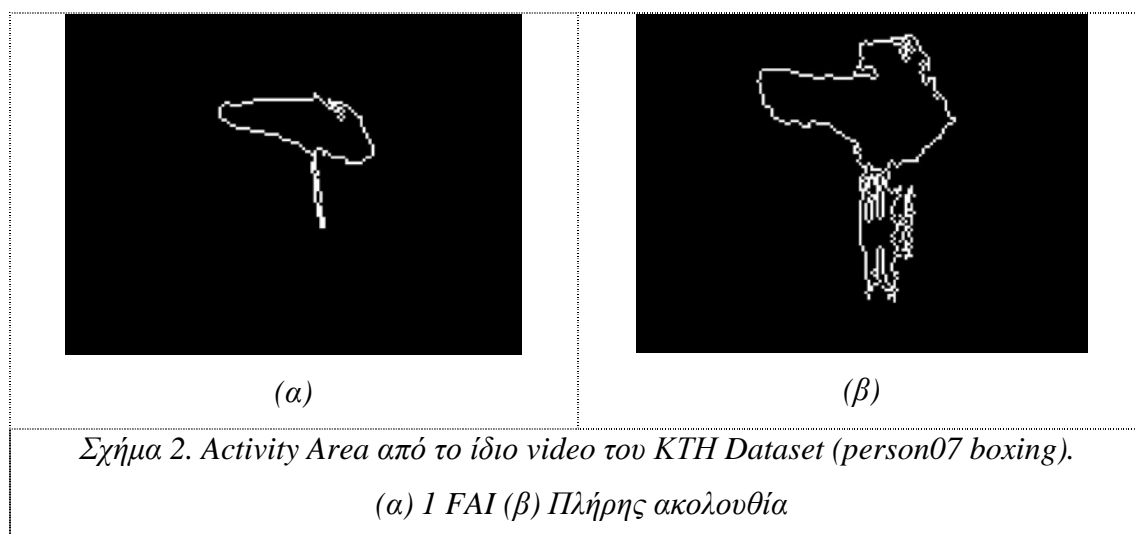 (α)
(β)
Σχήμα 2. Activity Area από το ίδιο video του KTH Dataset (person07 boxing).
(α) 1 FAI (β) Πλήρης ακολουθία